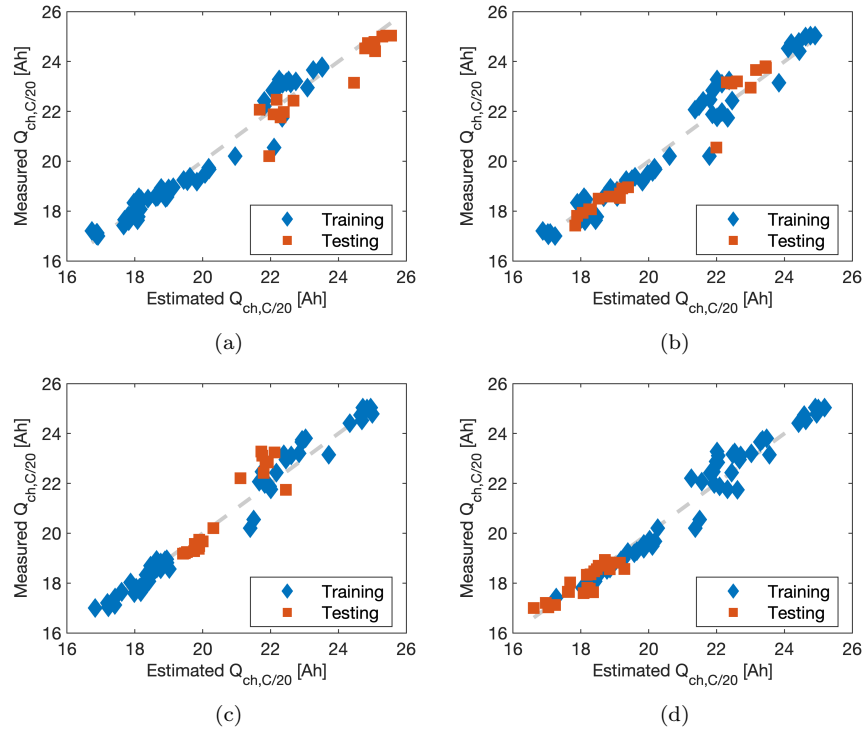 26
24
22
20
18
16
Measured Q_ch,C/20 [Ah]
Training
Testing
16 18 20 22 24 26
Estimated Q_ch,C/20 [Ah]
(a)
26
24
22
20
18
16
Measured Q_ch,C/20 [Ah]
Training
Testing
16 18 20 22 24 26
Estimated Q_ch,C/20 [Ah]
(b)
26
24
22
20
18
16
Measured Q_ch,C/20 [Ah]
Training
Testing
16 18 20 22 24 26
Estimated Q_ch,C/20 [Ah]
(c)
26
24
22
20
18
16
Measured Q_ch,C/20 [Ah]
Training
Testing
16 18 20 22 24 26
Estimated Q_ch,C/20 [Ah]
(d)